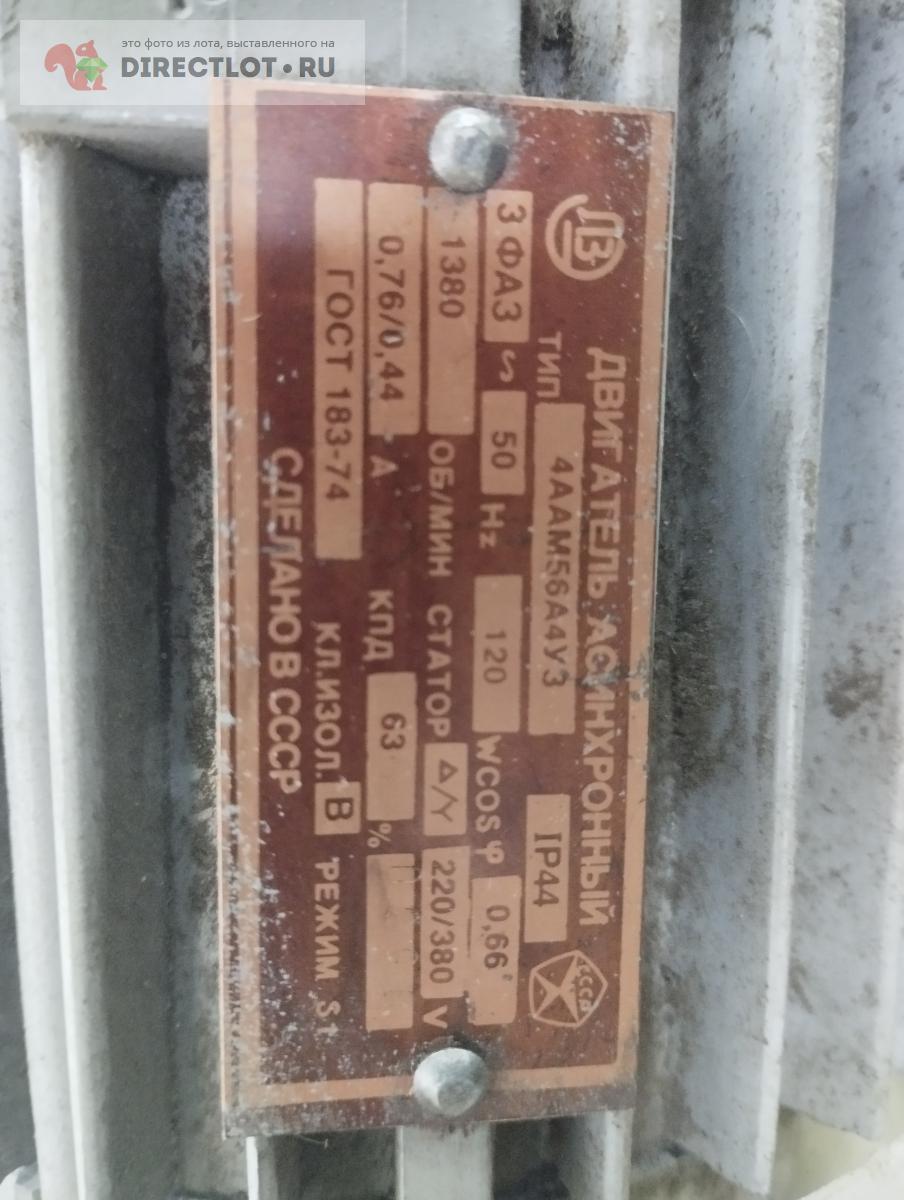 это фото из лота, выставленного на
DIRECTLOT.RU
ДВИГАТЕЛЬ АСИНХРОННЫЙ
ТИП 4ААМ56А4У3 IP44
3 ФАЗ ~ 50 Hz 120 W COS φ 0,66
1380 ОБ/МИН СТАТОР Δ/Y 220/380 V
0,76/0,44 А КПД 63 %
ГОСТ 183-74 КЛ.ИЗОЛ. В РЕЖИМ S1
СДЕЛАНО В СССР